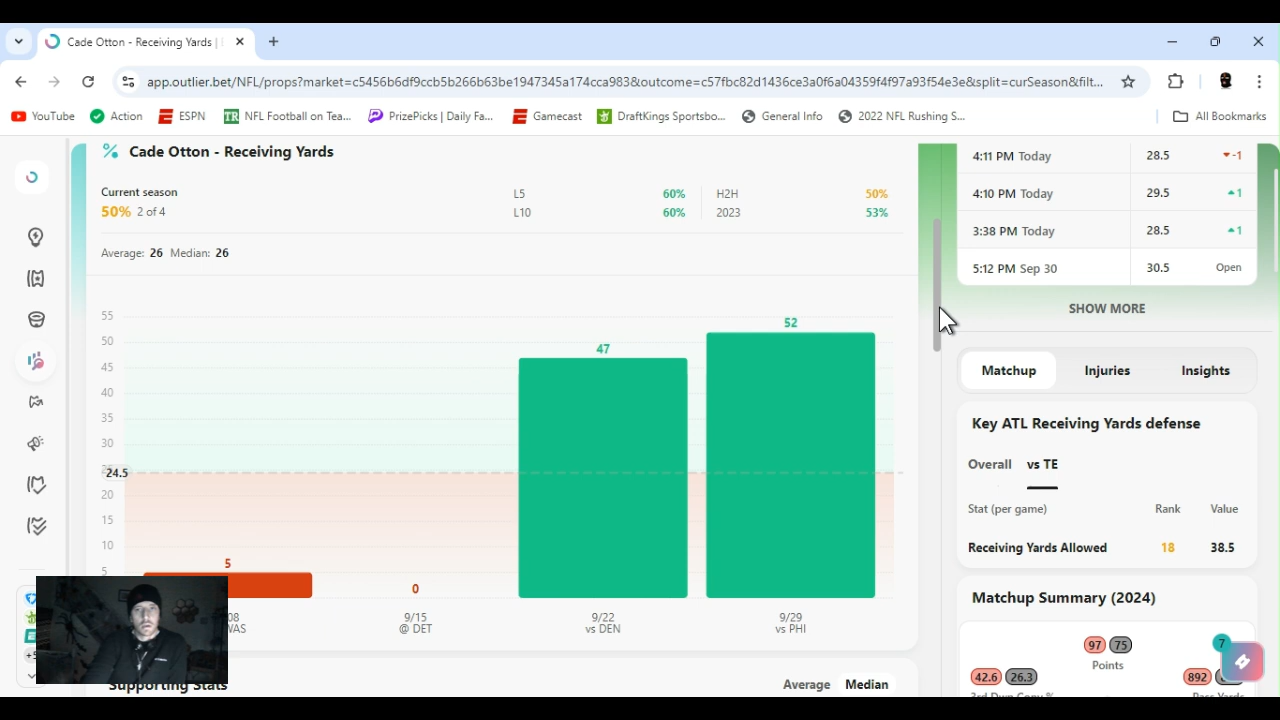 Cade Otton - Receiving Yards |
app.outlier.bet/NFL/props?market=c5456b6df9ccb5b266b63be1947345a174cca983&outcome=c57fbc82d1436ce3a0f6a04359f4f97a93f54e3e&split=curSeason&filt...
YouTube Action ESPN NFL Football on Tea... PrizePicks | Daily Fa... Gamecast DraftKings Sportsbo... General Info 2022 NFL Rushing S... All Bookmarks
Cade Otton - Receiving Yards
Current season
50% 2 of 4
L5 60% H2H 50%
L10 60% 2023 53%
Average: 26 Median: 26
55
50
45
40
35
30
24.5
20
15
10
5
5
0
47
52
08
WAS
9/15
@ DET
9/22
vs DEN
9/29
vs PHI
Supporting Stats
Average Median
4:11 PM Today 28.5 -1
4:10 PM Today 29.5 1
3:38 PM Today 28.5 1
5:12 PM Sep 30 30.5 Open
SHOW MORE
Matchup Injuries Insights
Key ATL Receiving Yards defense
Overall vs TE
Stat (per game) Rank Value
Receiving Yards Allowed 18 38.5
Matchup Summary (2024)
97 75
Points
42.6 26.3
3rd Dwn Conv %
892
Pass Yards
7